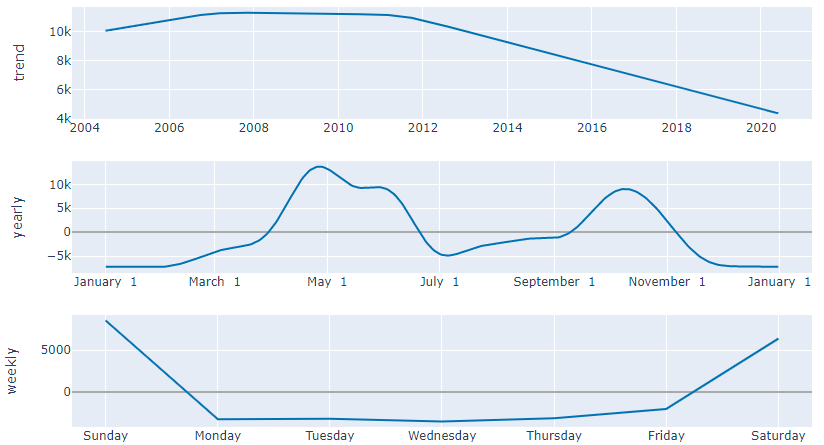 trend
10k
8k
6k
4k
2004 2006 2008 2010 2012 2014 2016 2018 2020
yearly
10k
5k
0
−5k
January 1 March 1 May 1 July 1 September 1 November 1 January 1
weekly
5000
0
Sunday Monday Tuesday Wednesday Thursday Friday Saturday